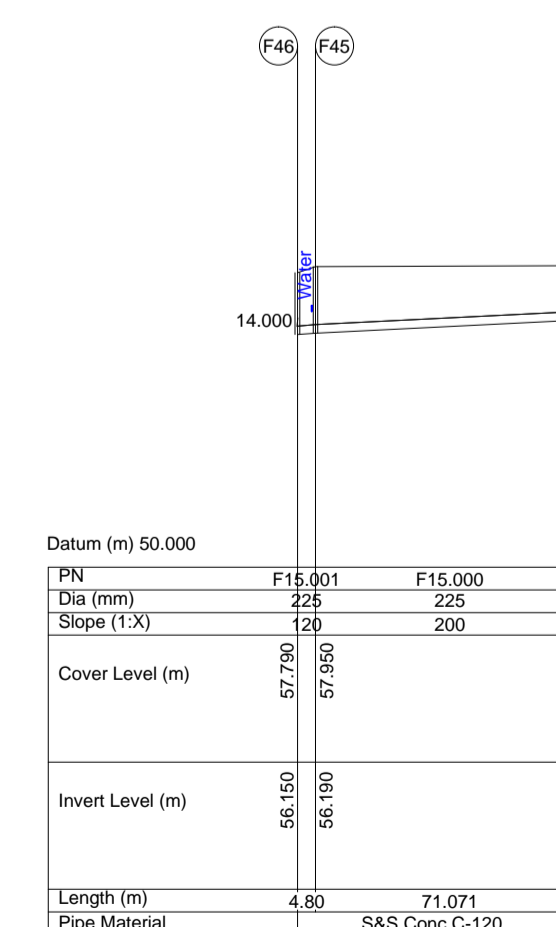 F46 F45
- Water
14.000
Datum (m) 50.000
PN F15.001 F15.000
Dia (mm) 225 225
Slope (1:X) 120 200
Cover Level (m) 57.790 57.950
Invert Level (m) 56.150 56.190
Length (m) 4.80 71.071
Pipe Material S&S Conc C-120